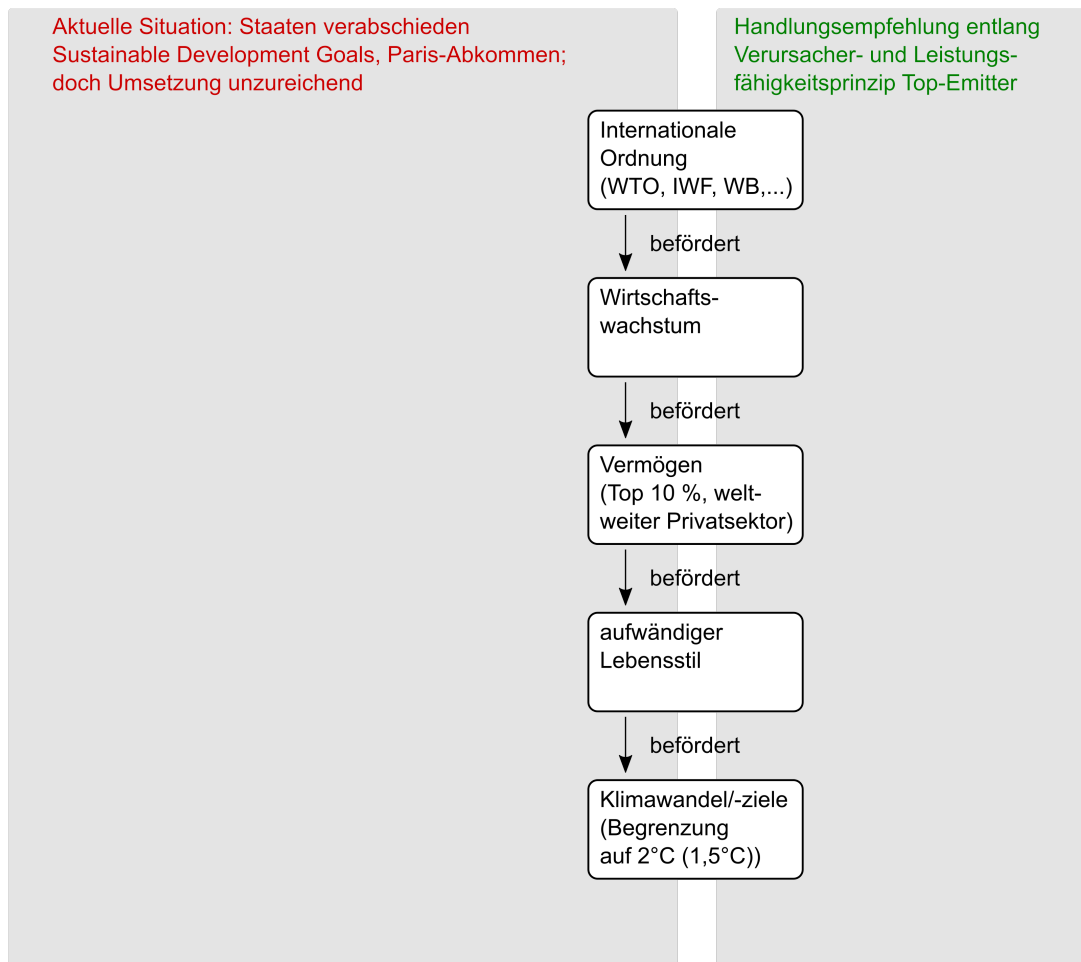 Aktuelle Situation: Staaten verabschieden
Sustainable Development Goals, Paris-Abkommen;
doch Umsetzung unzureichend
Handlungsempfehlung entlang
Verursacher- und Leistungs-
fähigkeitsprinzip Top-Emitter
Internationale
Ordnung
(WTO, IWF, WB,...)
befördert
Wirtschafts-
wachstum
befördert
Vermögen
(Top 10 %, welt-
weiter Privatsektor)
befördert
aufwändiger
Lebensstil
befördert
Klimawandel/-ziele
(Begrenzung
auf 2°C (1,5°C))